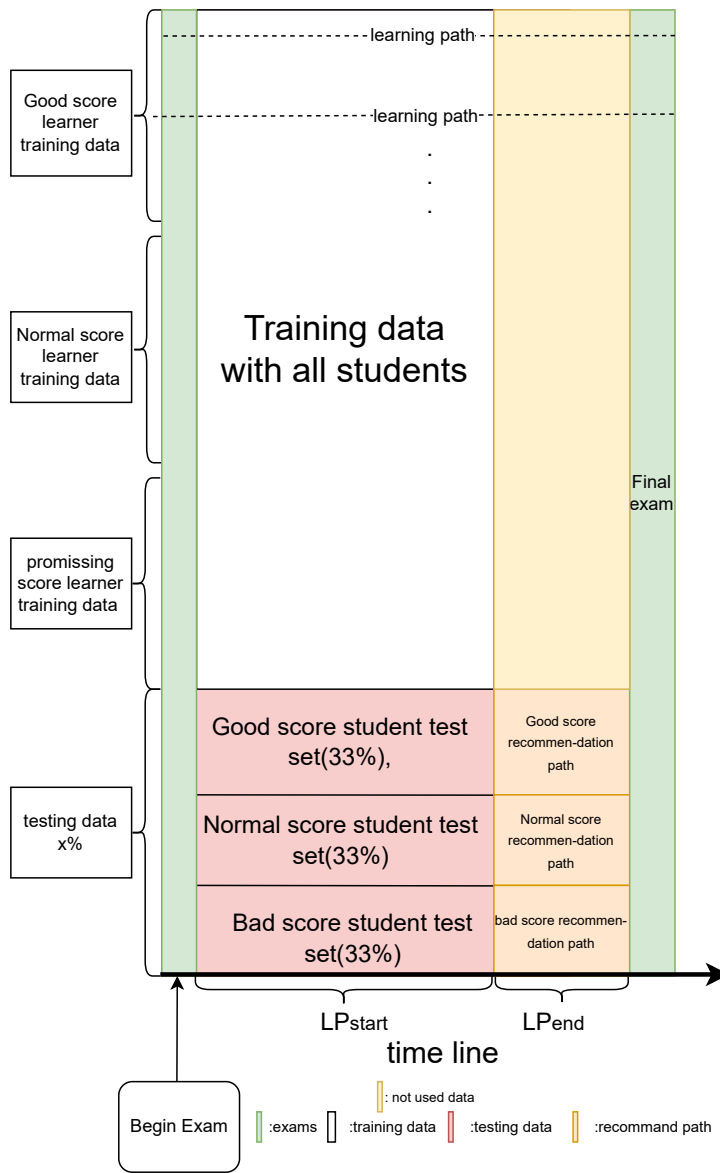 learning path
Good score
learner
training data
learning path
.
.
.
Normal score
learner
training data
Training data
with all students
Final
exam
promissing
score learner
training data
Good score student test
set(33%),
Good score
recommen-dation
path
testing data
x%
Normal score student test
set(33%)
Normal score
recommen-dation
path
Bad score student test
set(33%)
bad score recommen-
dation path
LPstart
LPend
time line
: not used data
Begin Exam
:exams
:training data
:testing data
:recommand path